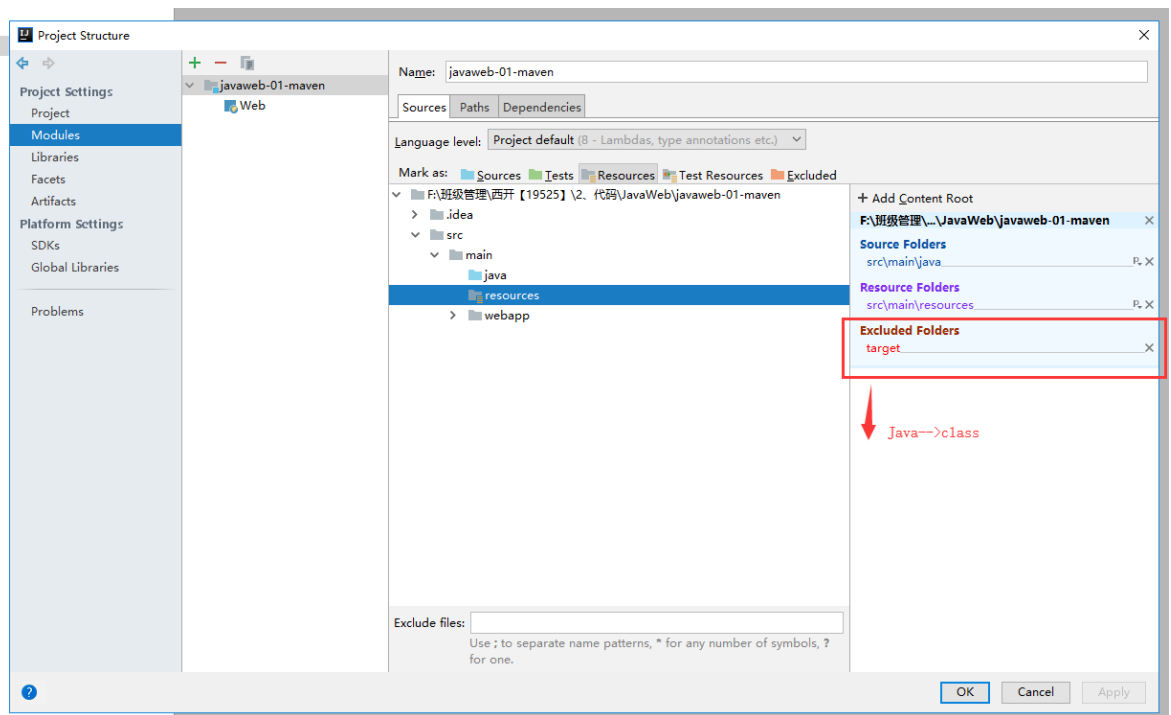 Project Structure
Project Settings
Project
Modules
Libraries
Facets
Artifacts
Platform Settings
SDKs
Global Libraries
Problems
javaweb-01-maven
Web
Name: javaweb-01-maven
Sources Paths Dependencies
Language level: Project default (8 - Lambdas, type annotations etc.)
Mark as: Sources Tests Resources Test Resources Excluded
F:\班级管理\西开【19525】\2、代码\JavaWeb\javaweb-01-maven
.idea
src
main
java
resources
webapp
+ Add Content Root
F:\班级管理\...\JavaWeb\javaweb-01-maven
Source Folders
src\main\java
Resource Folders
src\main\resources
Excluded Folders
target
Java-->class
Exclude files:
Use ; to separate name patterns, * for any number of symbols, ?
for one.
?
OK Cancel Apply